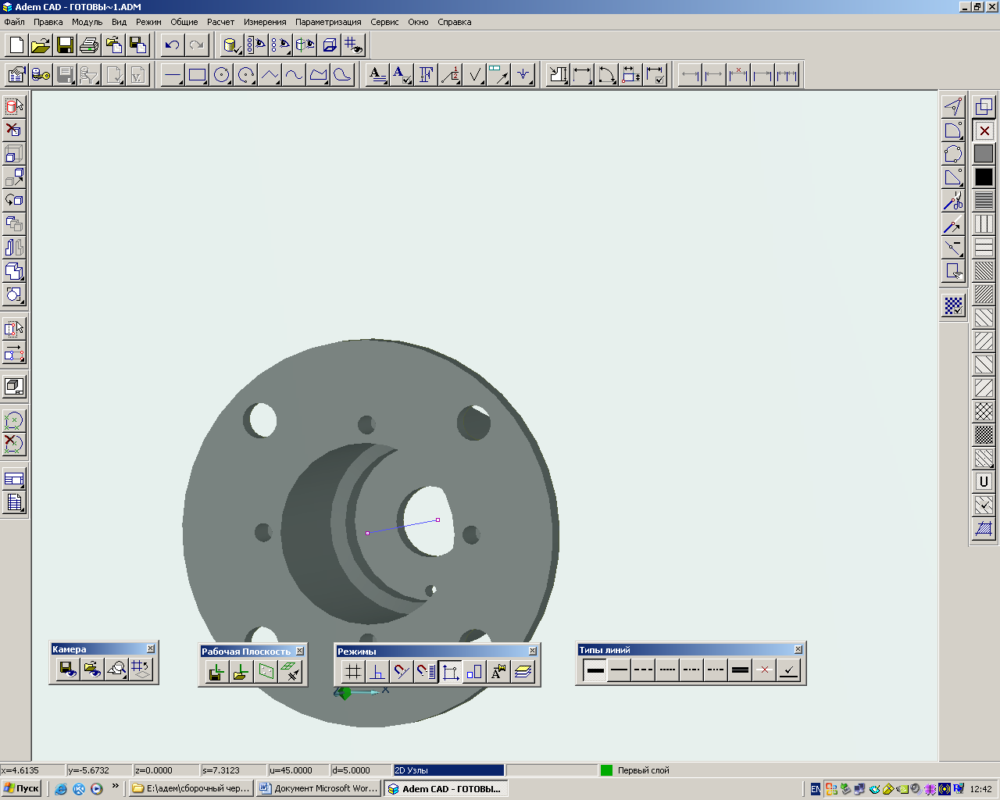 Adem CAD - ГОТОВЫ~1.ADM
Файл Правка Модуль Вид Режим Общие Расчет Измерения Параметризация Сервис Окно Справка
U
Камера
Рабочая Плоскость
Режимы
Типы линий
X
x=4.6135 y=-5.6732 z=0.0000 s=7.3123 u=45.0000 d=5.0000 2D Узлы Первый слой
Пуск » E:\адем\сборочный чер... Документ Microsoft Wor... Adem CAD - ГОТОВЫ... EN 12:42